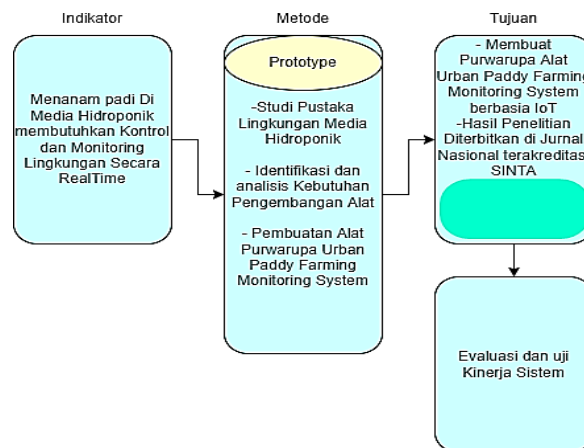 Indikator
Menanam padi Di
Media Hidroponik
membutuhkan Kontrol
dan Monitoring
Lingkungan Secara
RealTime
Metode
Prototype
-Studi Pustaka
Lingkungan Media
Hidroponik
- Identifikasi dan
analisis Kebutuhan
Pengembangan Alat
- Pembuatan Alat
Purwarupa Urban
Paddy Farming
Monitoring System
Tujuan
- Membuat
Purwarupa Alat
Urban Paddy Farming
Monitoring System
berbasia IoT
-Hasil Penelitian
Diterbitkan di Jurnal
Nasional terakreditas
SINTA
Evaluasi dan uji
Kinerja Sistem